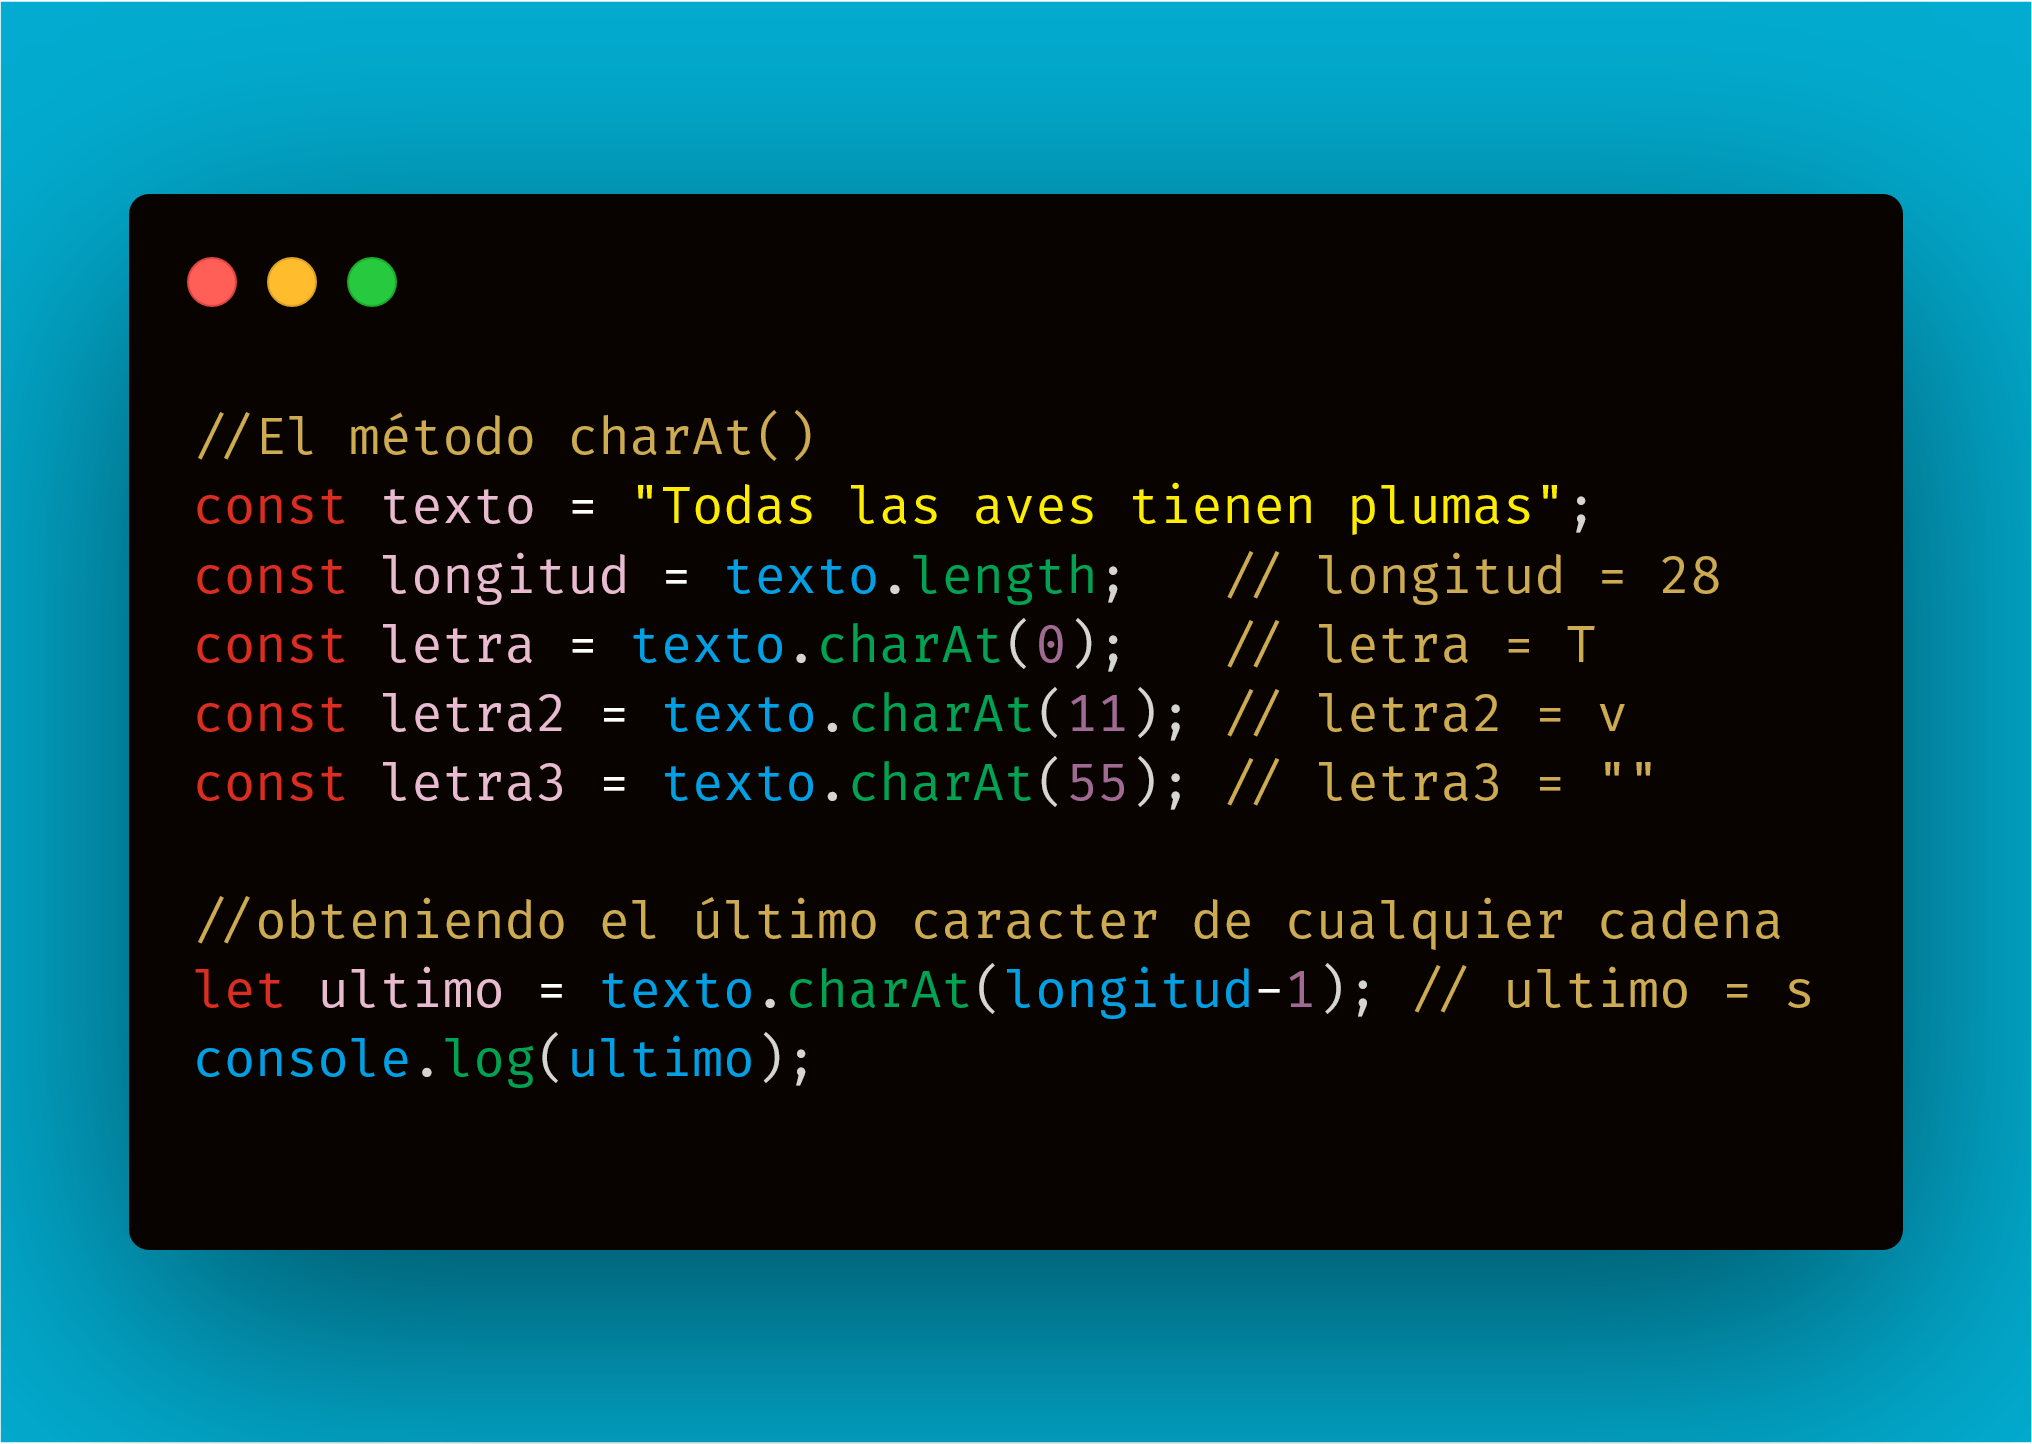 //El método charAt()
const texto = "Todas las aves tienen plumas";
const longitud = texto.length;   // longitud = 28
const letra = texto.charAt(0);   // letra = T
const letra2 = texto.charAt(11); // letra2 = v
const letra3 = texto.charAt(55); // letra3 = ""
//obteniendo el último caracter de cualquier cadena
let ultimo = texto.charAt(longitud-1); // ultimo = s
console.log(ultimo);